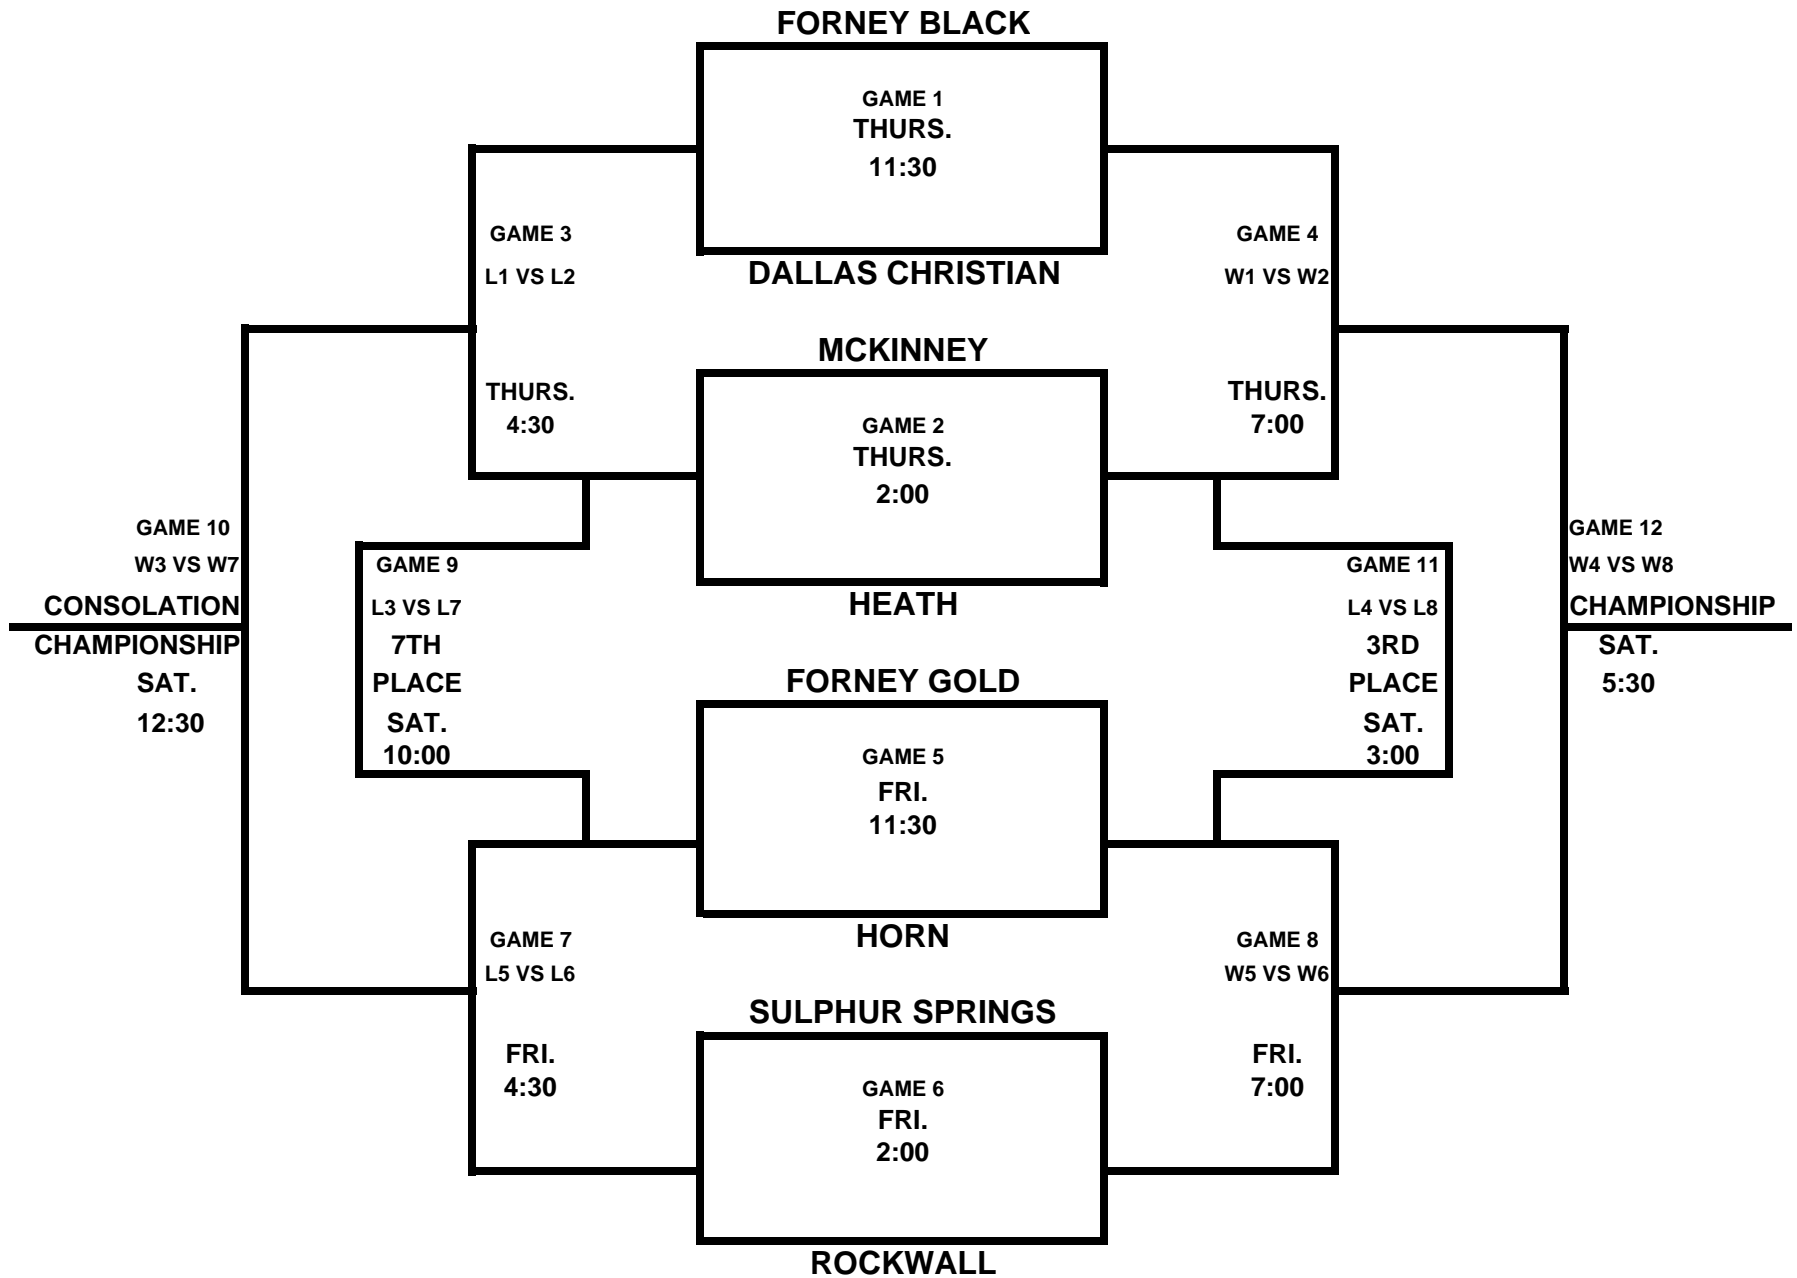 FORNEY BLACK
GAME 1
THURS.
11:30
DALLAS CHRISTIAN
GAME 3
L1 VS L2
THURS.
4:30
GAME 4
W1 VS W2
THURS.
7:00
MCKINNEY
GAME 2
THURS.
2:00
HEATH
GAME 10
W3 VS W7
CONSOLATION
CHAMPIONSHIP
SAT.
12:30
GAME 9
L3 VS L7
7TH
PLACE
SAT.
10:00
GAME 11
L4 VS L8
3RD
PLACE
SAT.
3:00
GAME 12
W4 VS W8
CHAMPIONSHIP
SAT.
5:30
FORNEY GOLD
GAME 5
FRI.
11:30
HORN
GAME 7
L5 VS L6
FRI.
4:30
GAME 8
W5 VS W6
FRI.
7:00
SULPHUR SPRINGS
GAME 6
FRI.
2:00
ROCKWALL